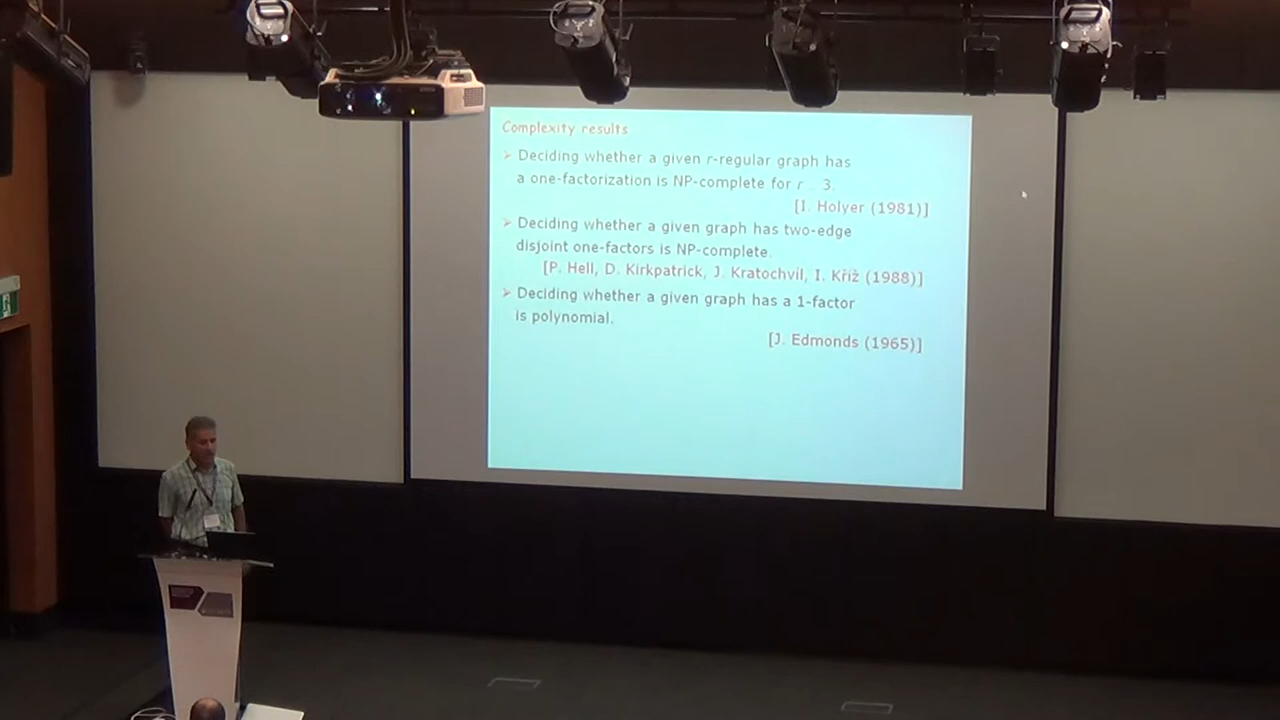 Complexity results
Deciding whether a given r-regular graph has
a one-factorization is NP-complete for r 3.
[I. Holyer (1981)]
Deciding whether a given graph has two-edge
disjoint one-factors is NP-complete.
[P. Hell, D. Kirkpatrick, J. Kratochvíl, I. Kříž (1988)]
Deciding whether a given graph has a 1-factor
is polynomial.
[J. Edmonds (1965)]